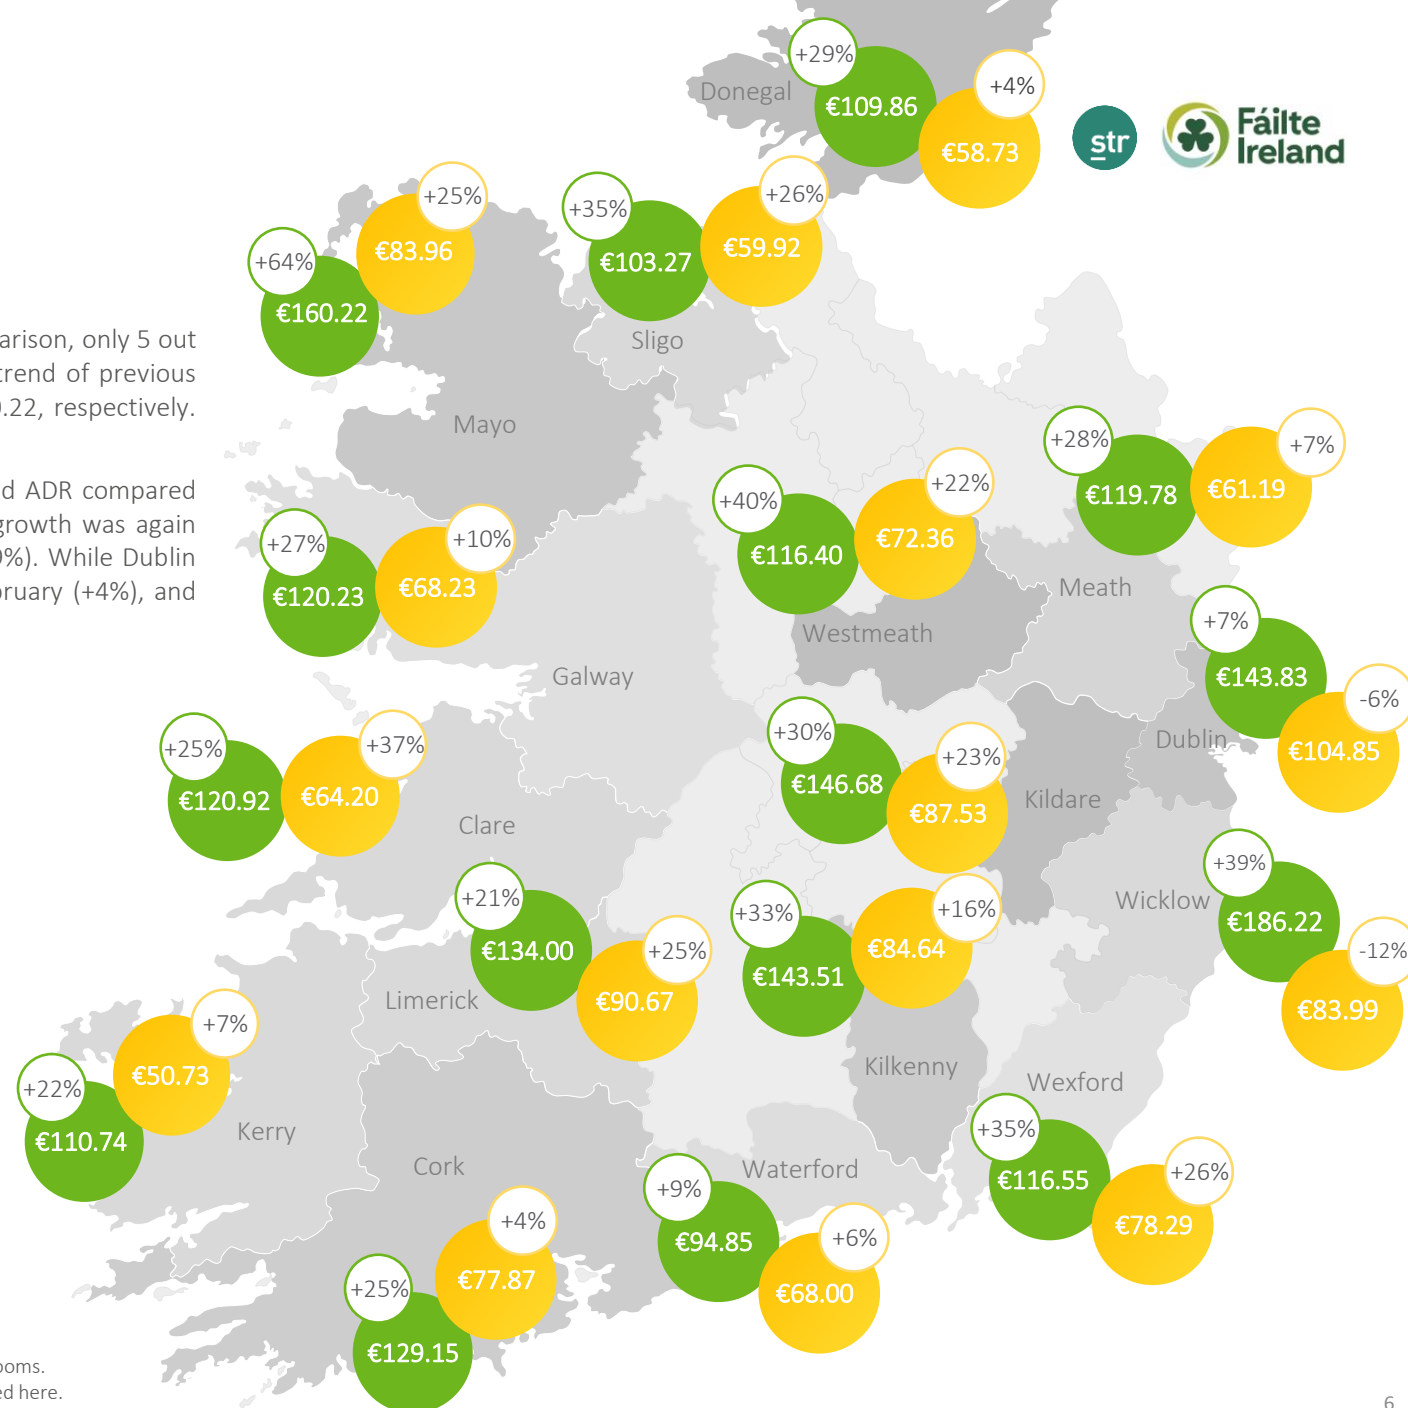 +29%
Donegal
€109.86
+4%
€58.73
str
Fáilte
Ireland
+25%
€83.96
+64%
€160.22
+35%
€103.27
+26%
€59.92
Sligo
Mayo
arison, only 5 out
trend of previous
.22, respectively.
d ADR compared
growth was again
%). While Dublin
ruary (+4%), and
+28%
€119.78
+7%
€61.19
+40%
€116.40
+22%
€72.36
+27%
€120.23
+10%
€68.23
Meath
Westmeath
+7%
€143.83
-6%
€104.85
Dublin
Galway
+25%
€120.92
+37%
€64.20
+30%
€146.68
+23%
€87.53
Kildare
Clare
+39%
€186.22
Wicklow
-12%
€83.99
+21%
€134.00
+25%
€90.67
Limerick
+33%
€143.51
+16%
€84.64
Kilkenny
+7%
€50.73
+22%
€110.74
Kerry
Wexford
+35%
€116.55
+26%
€78.29
Cork
Waterford
+9%
€94.85
+6%
€68.00
+4%
€77.87
+25%
€129.15
ooms.
ed here.
6